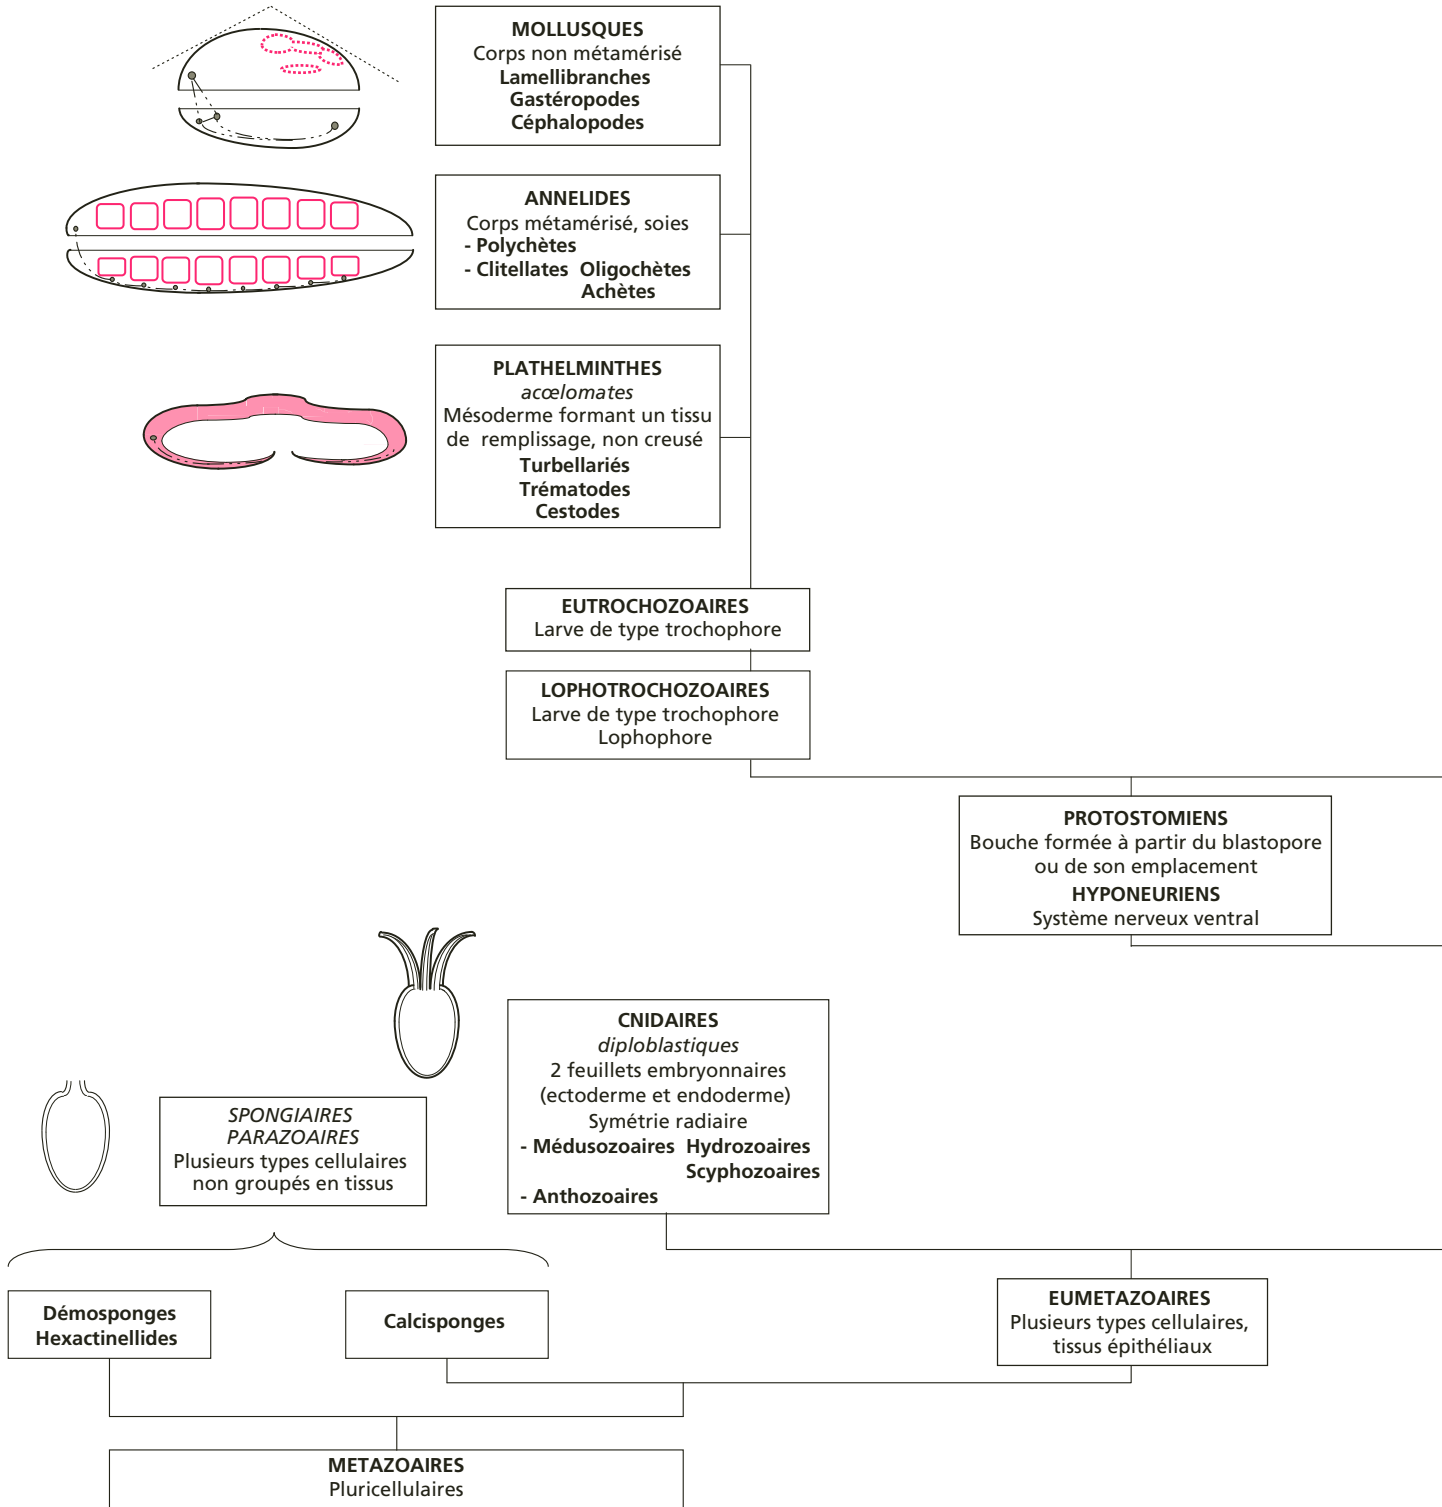 MOLLUSQUES
Corps non métamérisé
Lamellibranches
Gastéropodes
Céphalopodes
ANNELIDES
Corps métamérisé, soies
- Polychètes
- Clitellates Oligochètes
Achètes
PLATHELMINTHES
acœlomates
Mésoderme formant un tissu
de remplissage, non creusé
Turbellariés
Trématodes
Cestodes
EUTROCHOZOAIRES
Larve de type trochophore
LOPHOTROCHOZOAIRES
Larve de type trochophore
Lophophore
PROTOSTOMIENS
Bouche formée à partir du blastopore
ou de son emplacement
HYPONEURIENS
Système nerveux ventral
CNIDAIRES
diploblastiques
2 feuillets embryonnaires
(ectoderme et endoderme)
Symétrie radiaire
- Médusozoaires Hydrozoaires
Scyphozoaires
- Anthozoaires
SPONGIAIRES
PARAZOAIRES
Plusieurs types cellulaires
non groupés en tissus
Démosponges
Hexactinellides
Calcisponges
EUMETAZOAIRES
Plusieurs types cellulaires,
tissus épithéliaux
METAZOAIRES
Pluricellulaires